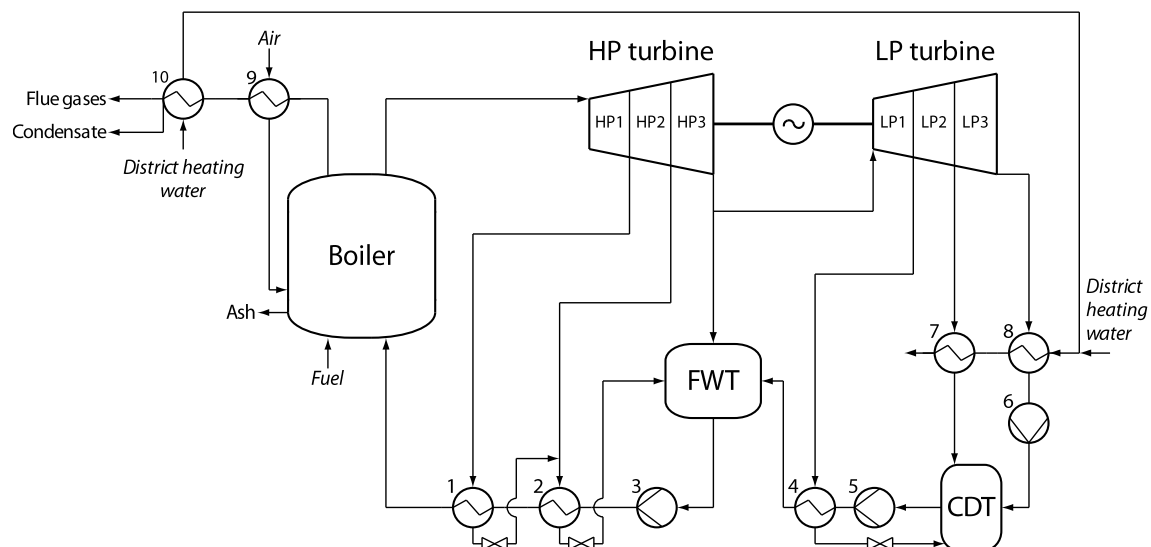 HP turbine
LP turbine
Air
10
9
Flue gases
Condensate
HP1
HP2
HP3
LP1
LP2
LP3
District heating
water
Boiler
Ash
Fuel
District
heating
water
7
8
FWT
6
1
2
3
4
5
CDT